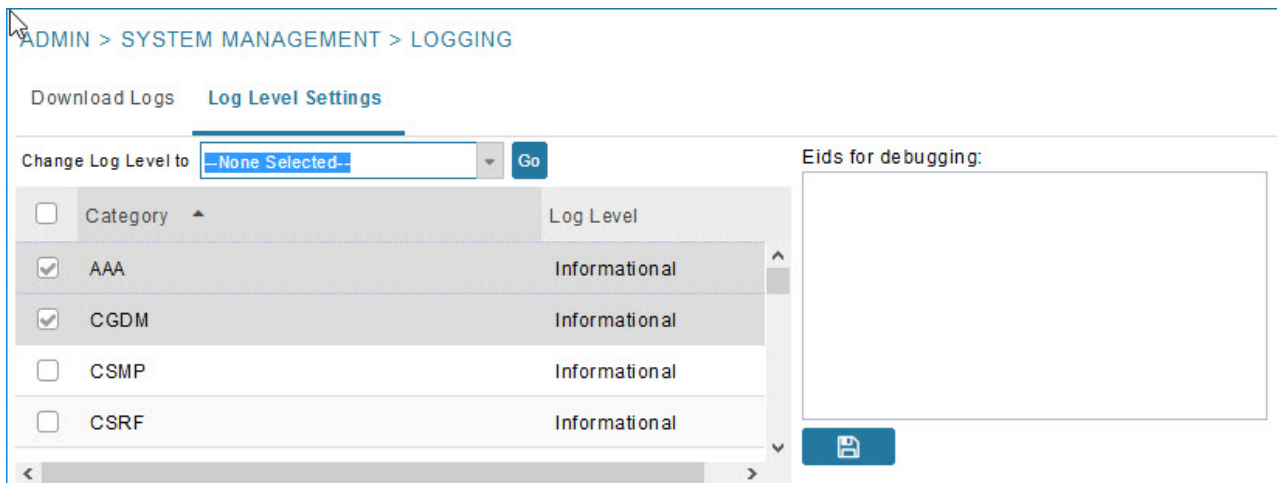 ADMIN > SYSTEM MANAGEMENT > LOGGING
Download Logs Log Level Settings
Change Log Level to --None Selected-- Go
Eids for debugging:
Category Log Level
AAA Informational
CGDM Informational
CSMP Informational
CSRF Informational